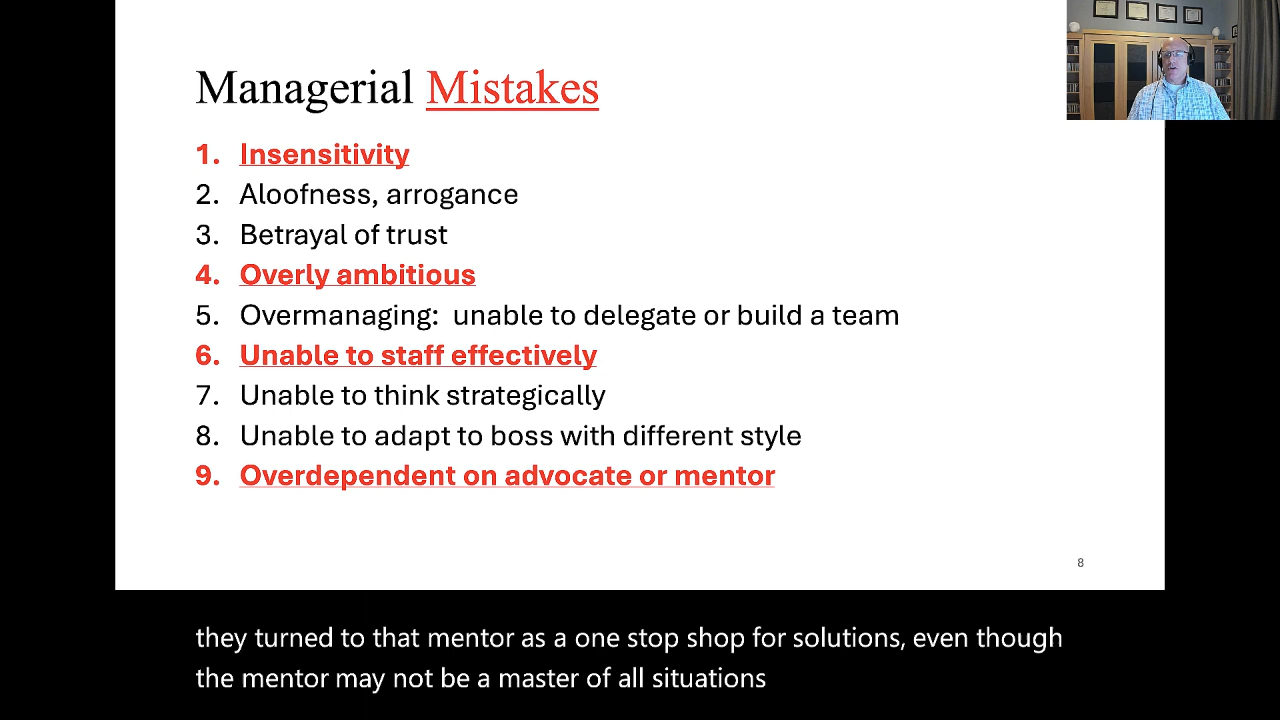 Managerial Mistakes
1. Insensitivity
2. Aloofness, arrogance
3. Betrayal of trust
4. Overly ambitious
5. Overmanaging: unable to delegate or build a team
6. Unable to staff effectively
7. Unable to think strategically
8. Unable to adapt to boss with different style
9. Overdependent on advocate or mentor
8
they turned to that mentor as a one stop shop for solutions, even though
the mentor may not be a master of all situations